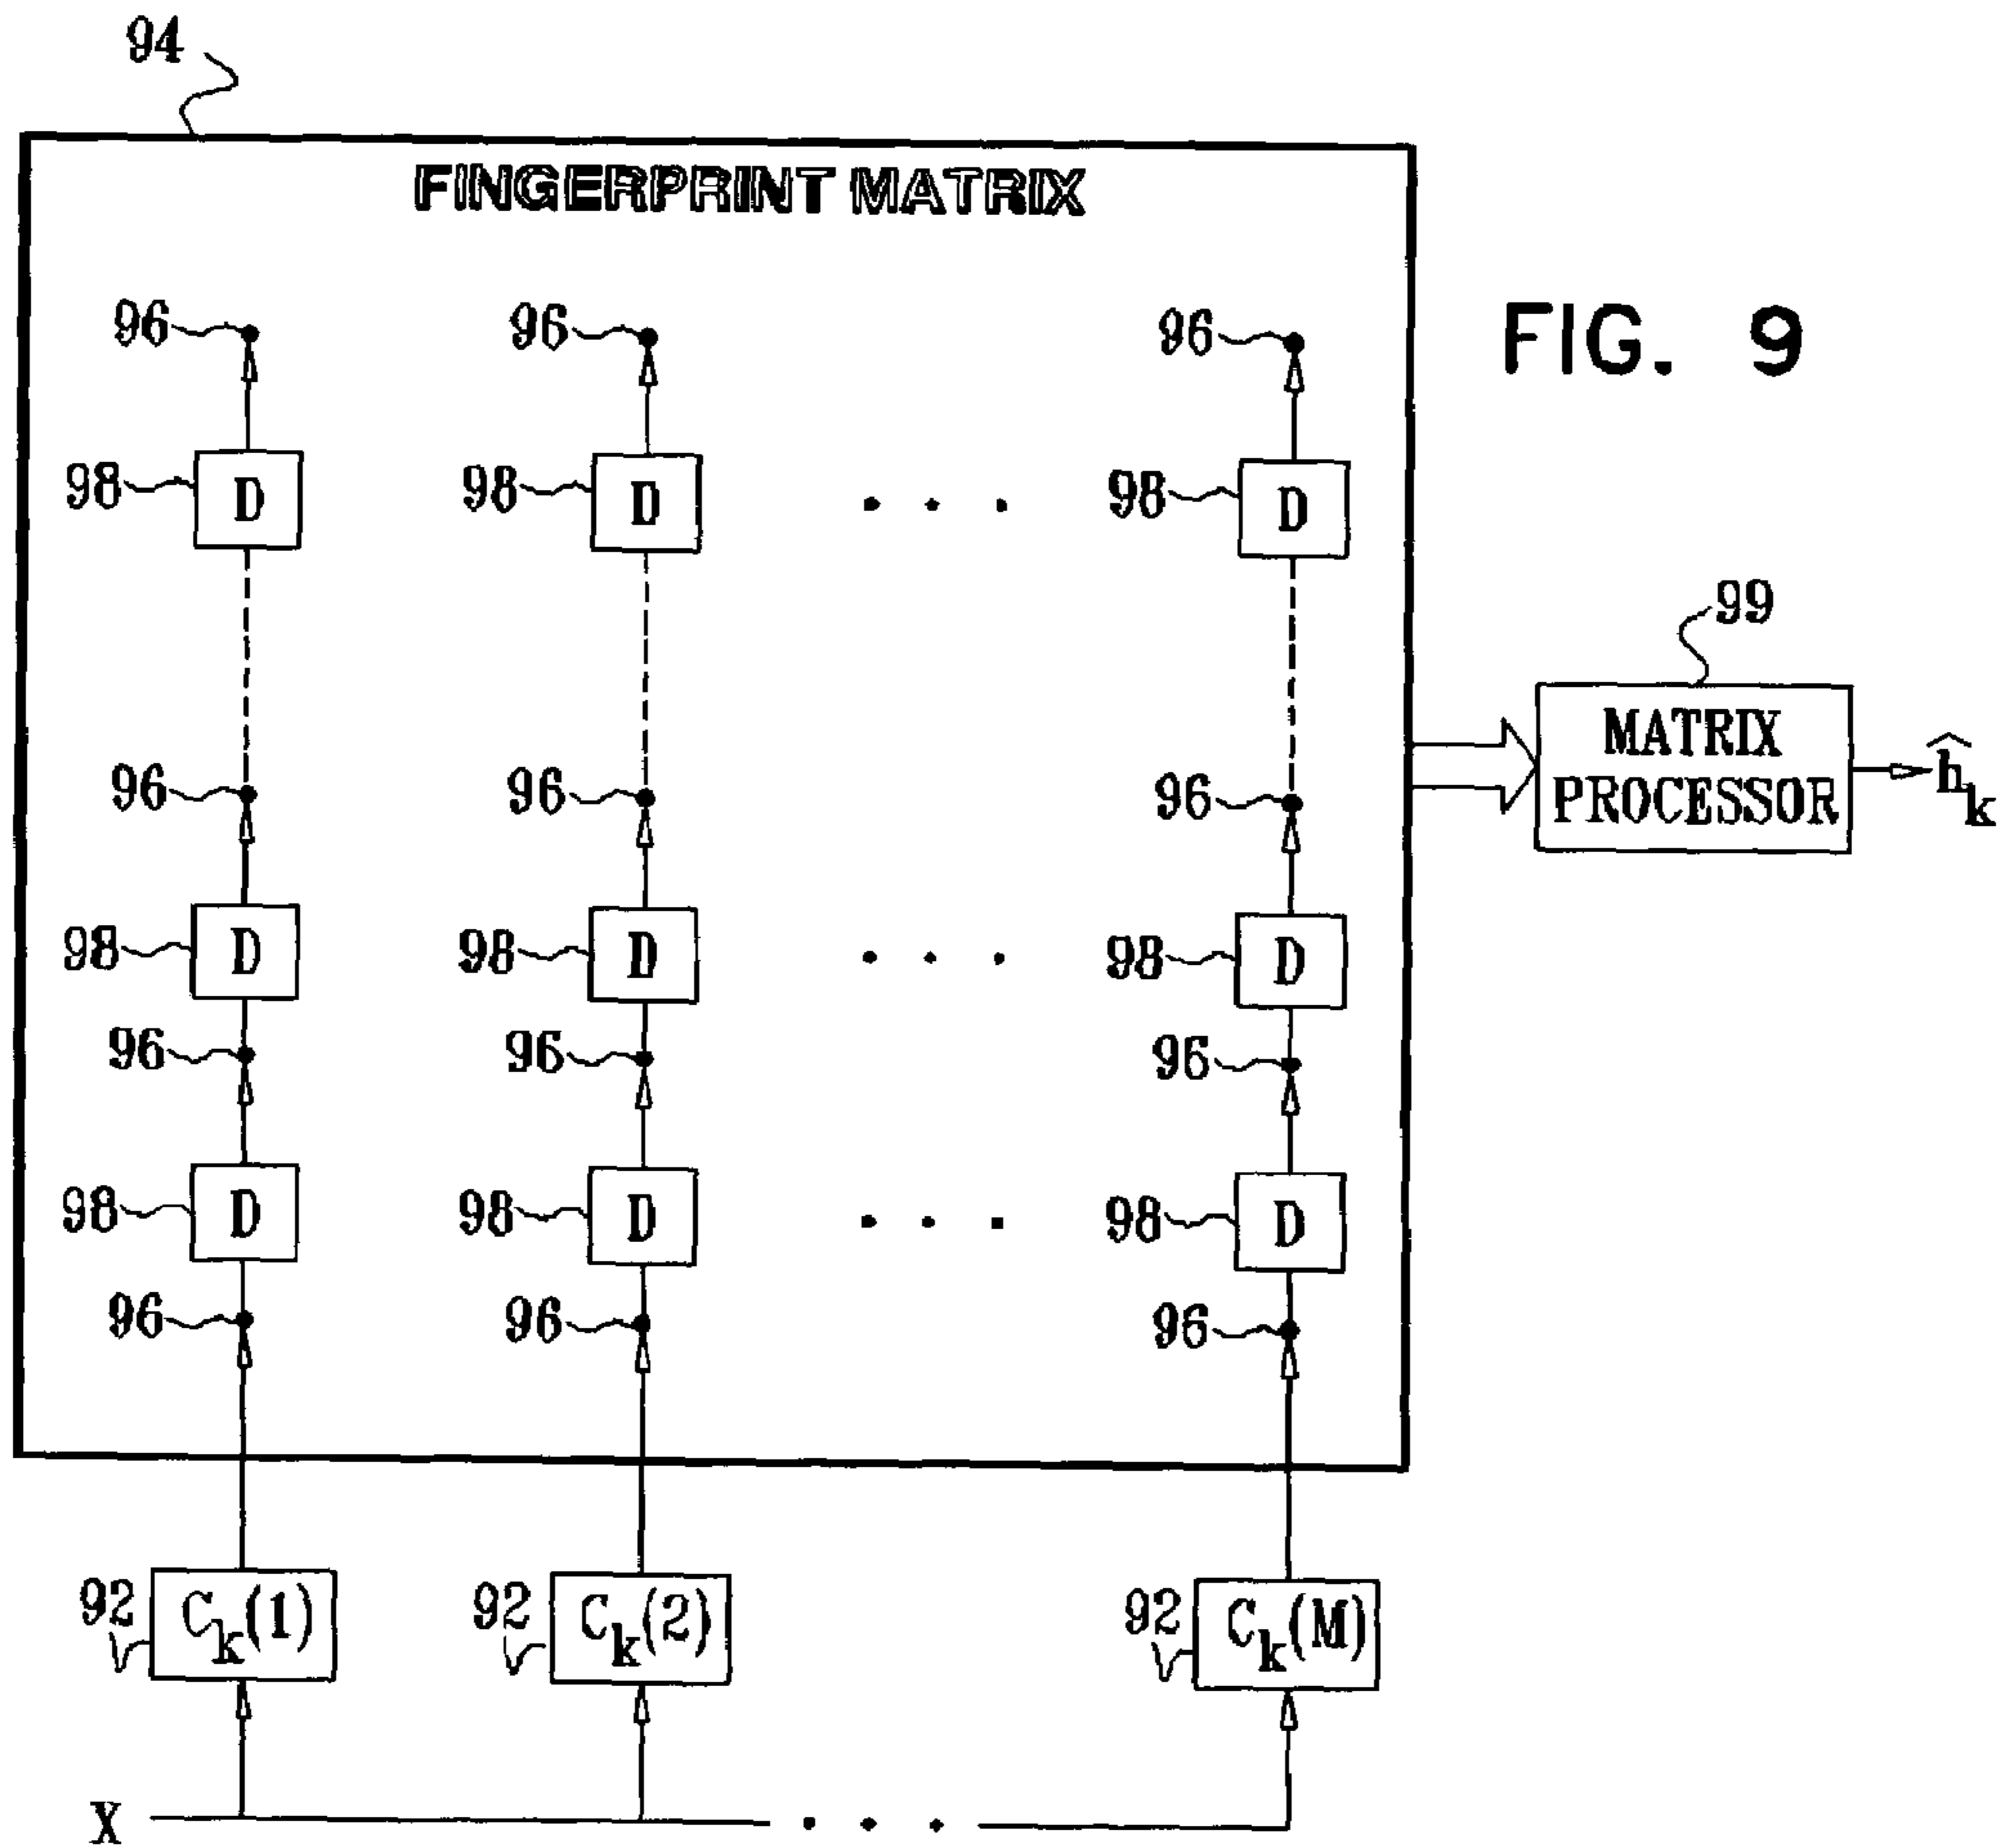 94
FINGERPRINT MATRIX
96 96 96
FIG. 9
98 D 98 D . . . 98 D
99
MATRIX
PROCESSOR
ĥk
96 96 96
98 D 98 D . . . 98 D
96 96 96
98 D 98 D . . . 98 D
96 96 96
92 Ck(1) 92 Ck(2) 92 Ck(M)
X . . .